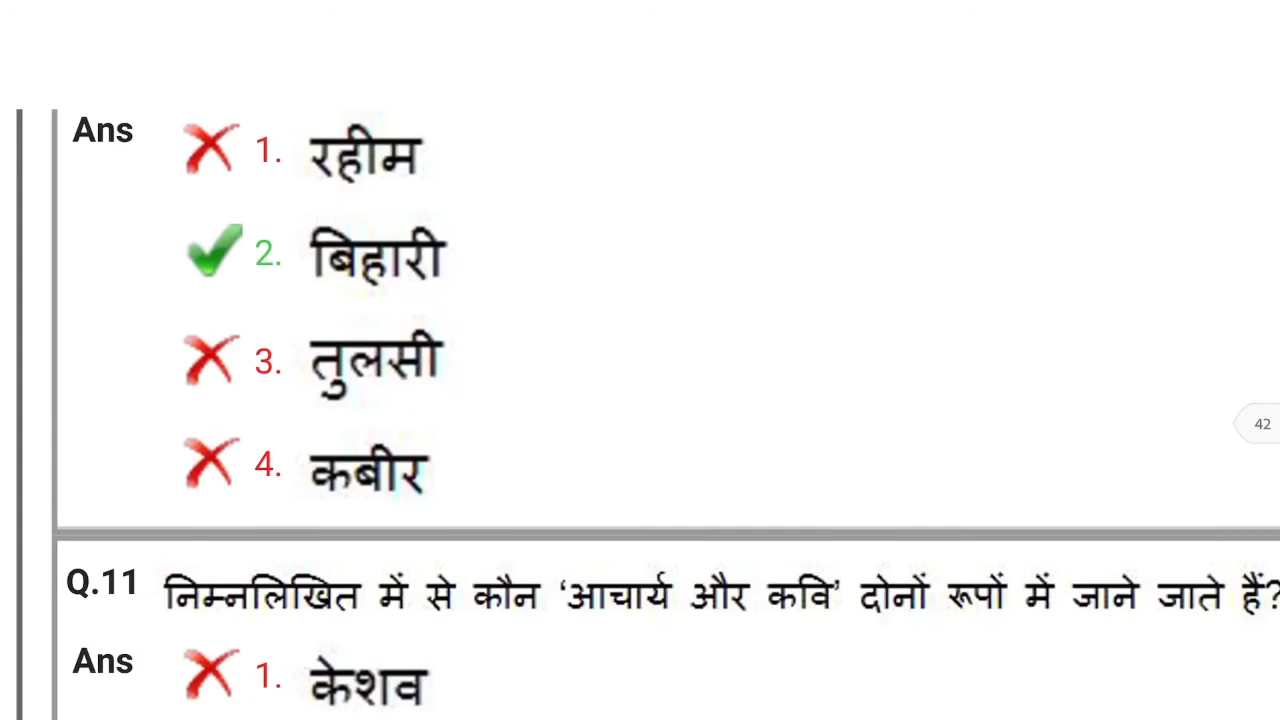 Ans 1. रहीम
2. बिहारी
3. तुलसी
4. कबीर
42
Q.11 निम्नलिखित में से कौन ‘आचार्य और कवि’ दोनों रूपों में जाने जाते हैं?
Ans 1. केशव